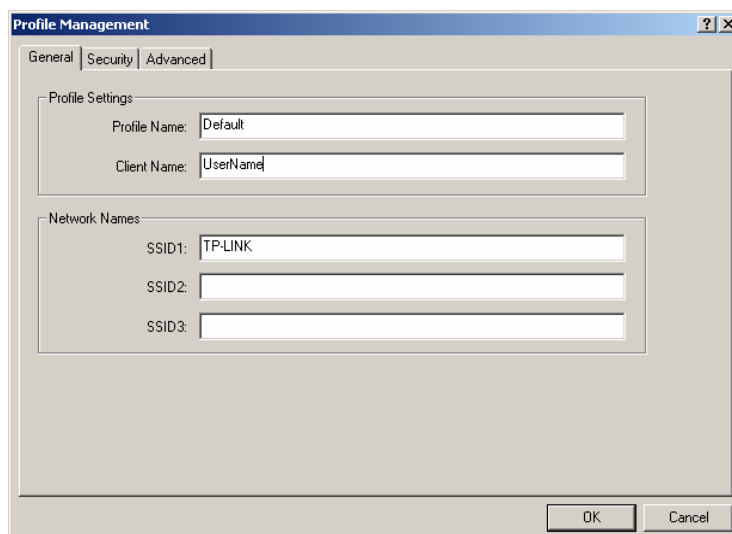 Profile Management
General Security Advanced
Profile Settings
Profile Name: Default
Client Name: UserName
Network Names
SSID1: TP-LINK
SSID2:
SSID3:
OK Cancel